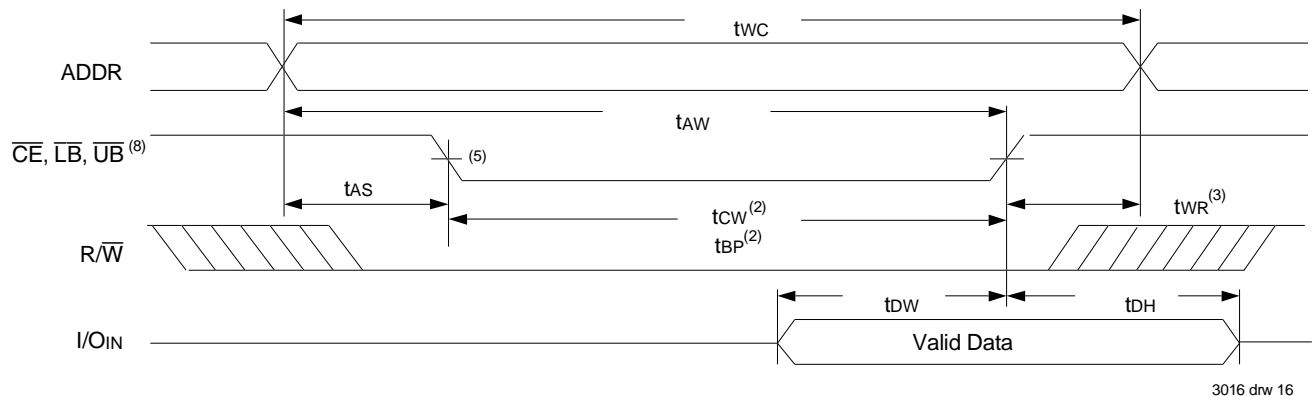 tWC
ADDR
tAW
CE, LB, UB (8)
(5)
tAS
tCW(2)
tWR(3)
tBP(2)
R/W
tDW
tDH
I/OIN
Valid Data
3016 drw 16